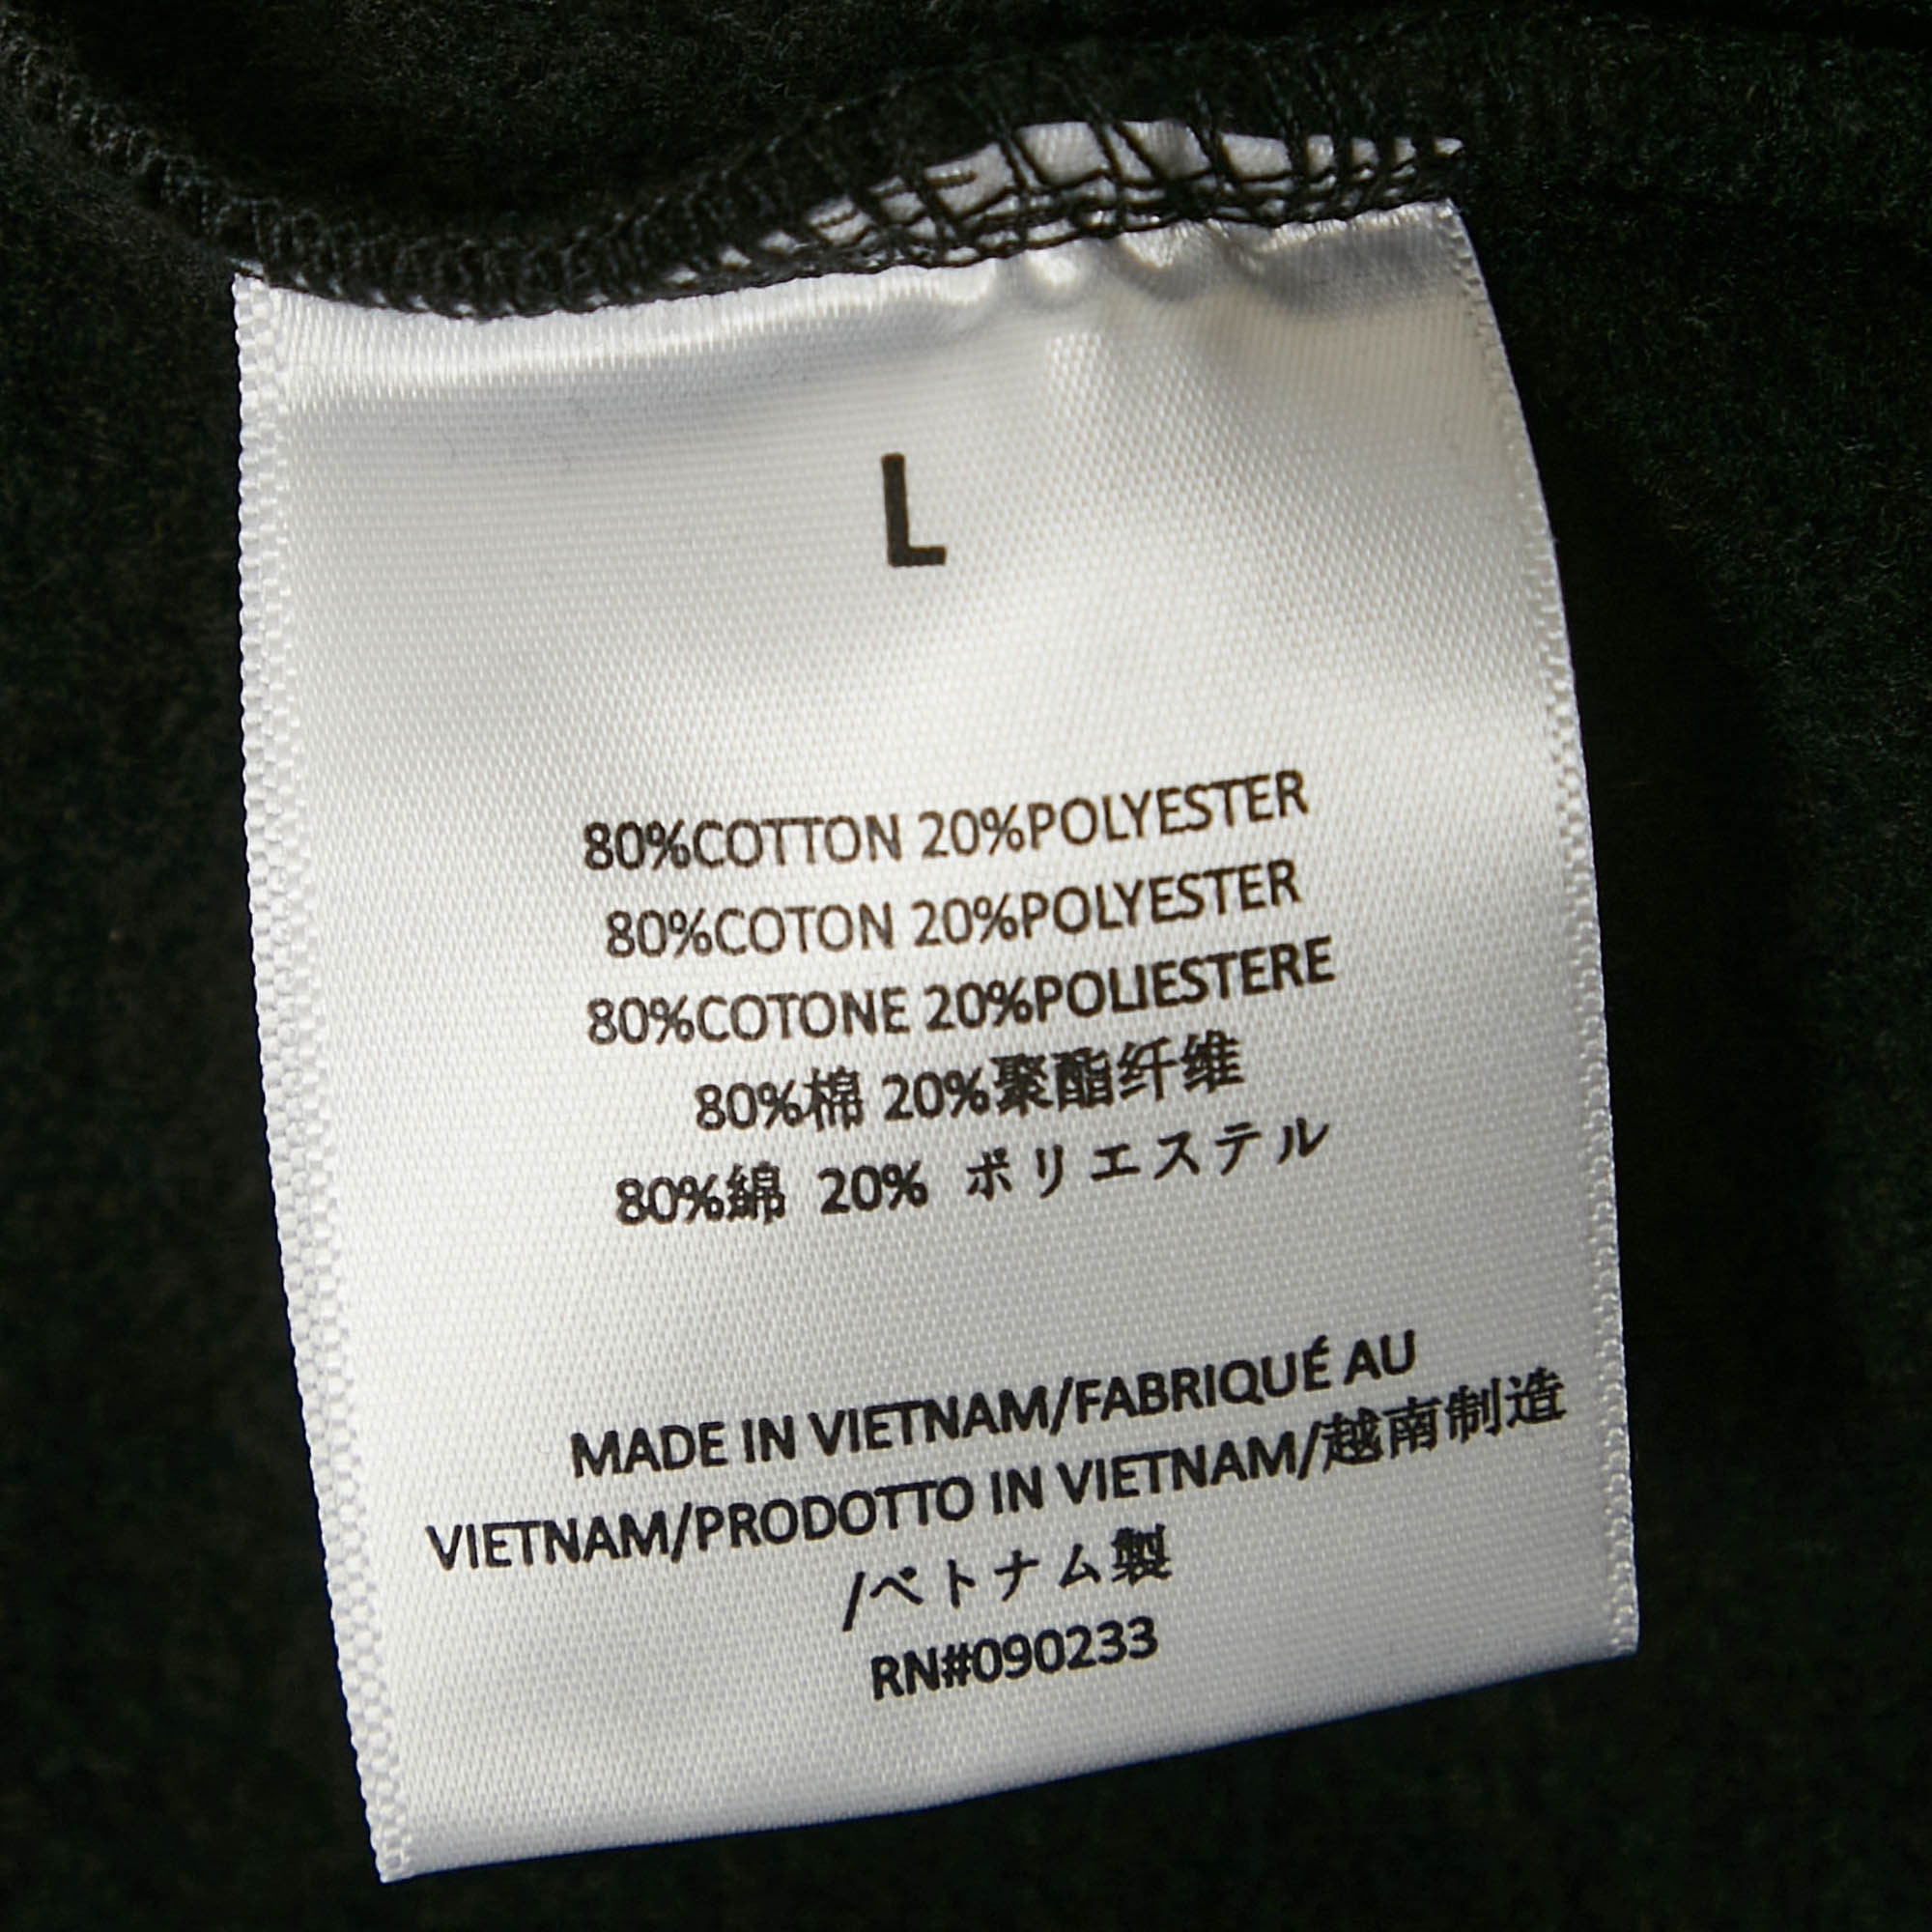 L
80%COTTON 20%POLYESTER
80%COTON 20%POLYESTER
80%COTONE 20%POLIESTERE
80%棉 20%聚酯纤维
80%綿 20% ポリエステル
MADE IN VIETNAM/FABRIQUÉ AU
VIETNAM/PRODOTTO IN VIETNAM/越南制造
/ベトナム製
RN#090233